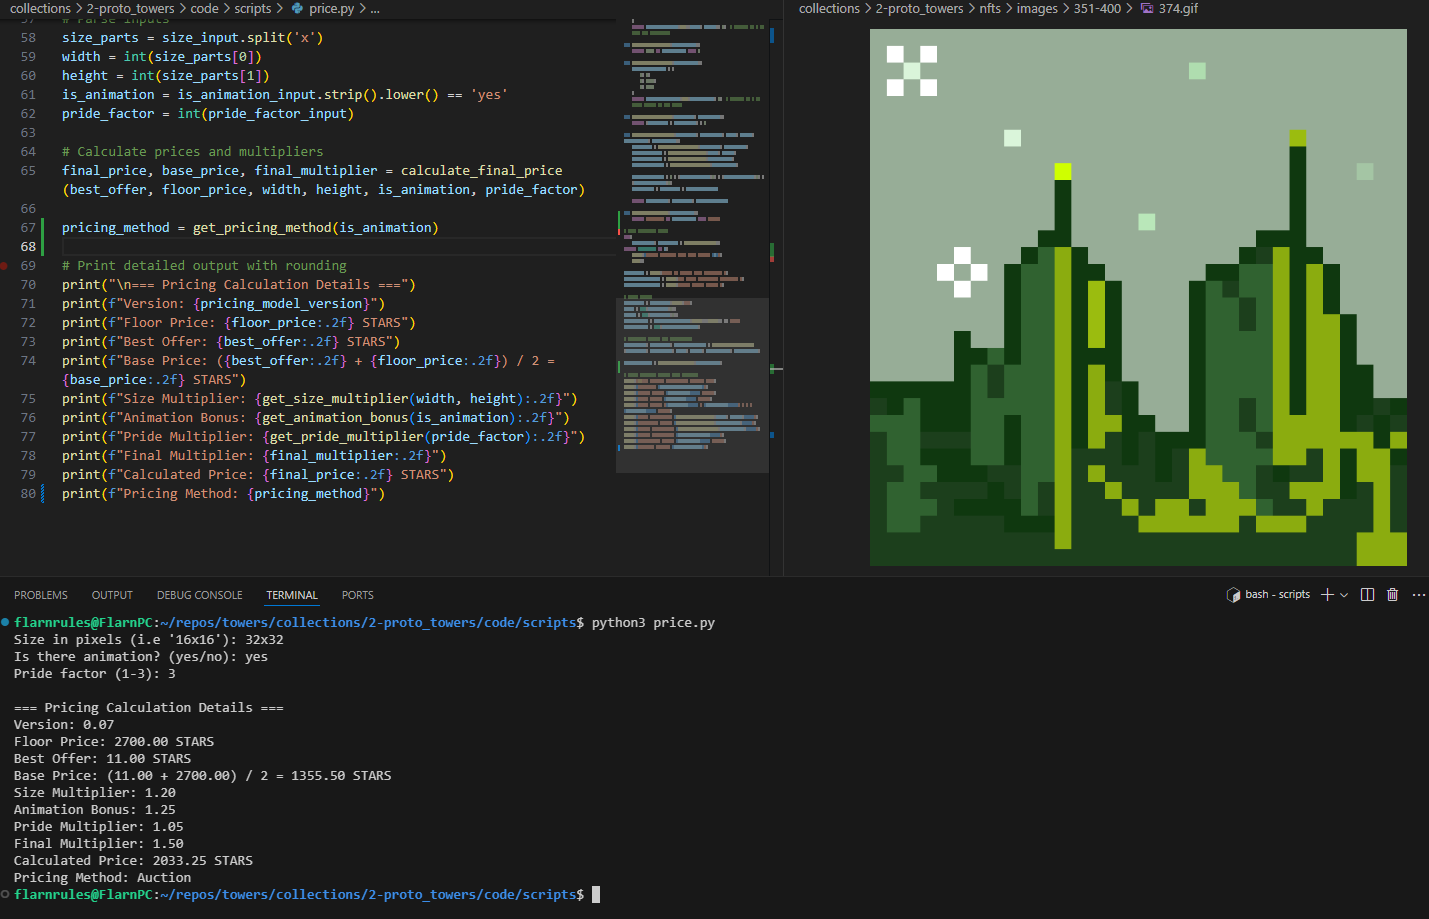 collections > 2-proto_towers > code > scripts > price.py > ...
57 # Parse inputs
58 size_parts = size_input.split('x')
59 width = int(size_parts[0])
60 height = int(size_parts[1])
61 is_animation = is_animation_input.strip().lower() == 'yes'
62 pride_factor = int(pride_factor_input)
63
64 # Calculate prices and multipliers
65 final_price, base_price, final_multiplier = calculate_final_price
(best_offer, floor_price, width, height, is_animation, pride_factor)
66
67 pricing_method = get_pricing_method(is_animation)
68
69 # Print detailed output with rounding
70 print("\n=== Pricing Calculation Details ===")
71 print(f"Version: {pricing_model_version}")
72 print(f"Floor Price: {floor_price:.2f} STARS")
73 print(f"Best Offer: {best_offer:.2f} STARS")
74 print(f"Base Price: ({best_offer:.2f} + {floor_price:.2f}) / 2 =
{base_price:.2f} STARS")
75 print(f"Size Multiplier: {get_size_multiplier(width, height):.2f}")
76 print(f"Animation Bonus: {get_animation_bonus(is_animation):.2f}")
77 print(f"Pride Multiplier: {get_pride_multiplier(pride_factor):.2f}")
78 print(f"Final Multiplier: {final_multiplier:.2f}")
79 print(f"Calculated Price: {final_price:.2f} STARS")
80 print(f"Pricing Method: {pricing_method}")
collections > 2-proto_towers > nfts > images > 351-400 > 374.gif
PROBLEMS OUTPUT DEBUG CONSOLE TERMINAL PORTS
bash - scripts
flarnrules@FlarnPC:~/repos/towers/collections/2-proto_towers/code/scripts$ python3 price.py
Size in pixels (i.e '16x16'): 32x32
Is there animation? (yes/no): yes
Pride factor (1-3): 3
=== Pricing Calculation Details ===
Version: 0.07
Floor Price: 2700.00 STARS
Best Offer: 11.00 STARS
Base Price: (11.00 + 2700.00) / 2 = 1355.50 STARS
Size Multiplier: 1.20
Animation Bonus: 1.25
Pride Multiplier: 1.05
Final Multiplier: 1.50
Calculated Price: 2033.25 STARS
Pricing Method: Auction
flarnrules@FlarnPC:~/repos/towers/collections/2-proto_towers/code/scripts$